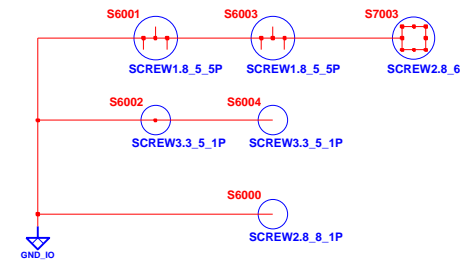 S6001 S6003 S7003
SCREW1.8_5_5P SCREW1.8_5_5P SCREW2.8_6
S6002 S6004
SCREW3.3_5_1P SCREW3.3_5_1P
S6000
SCREW2.8_8_1P
GND_IO